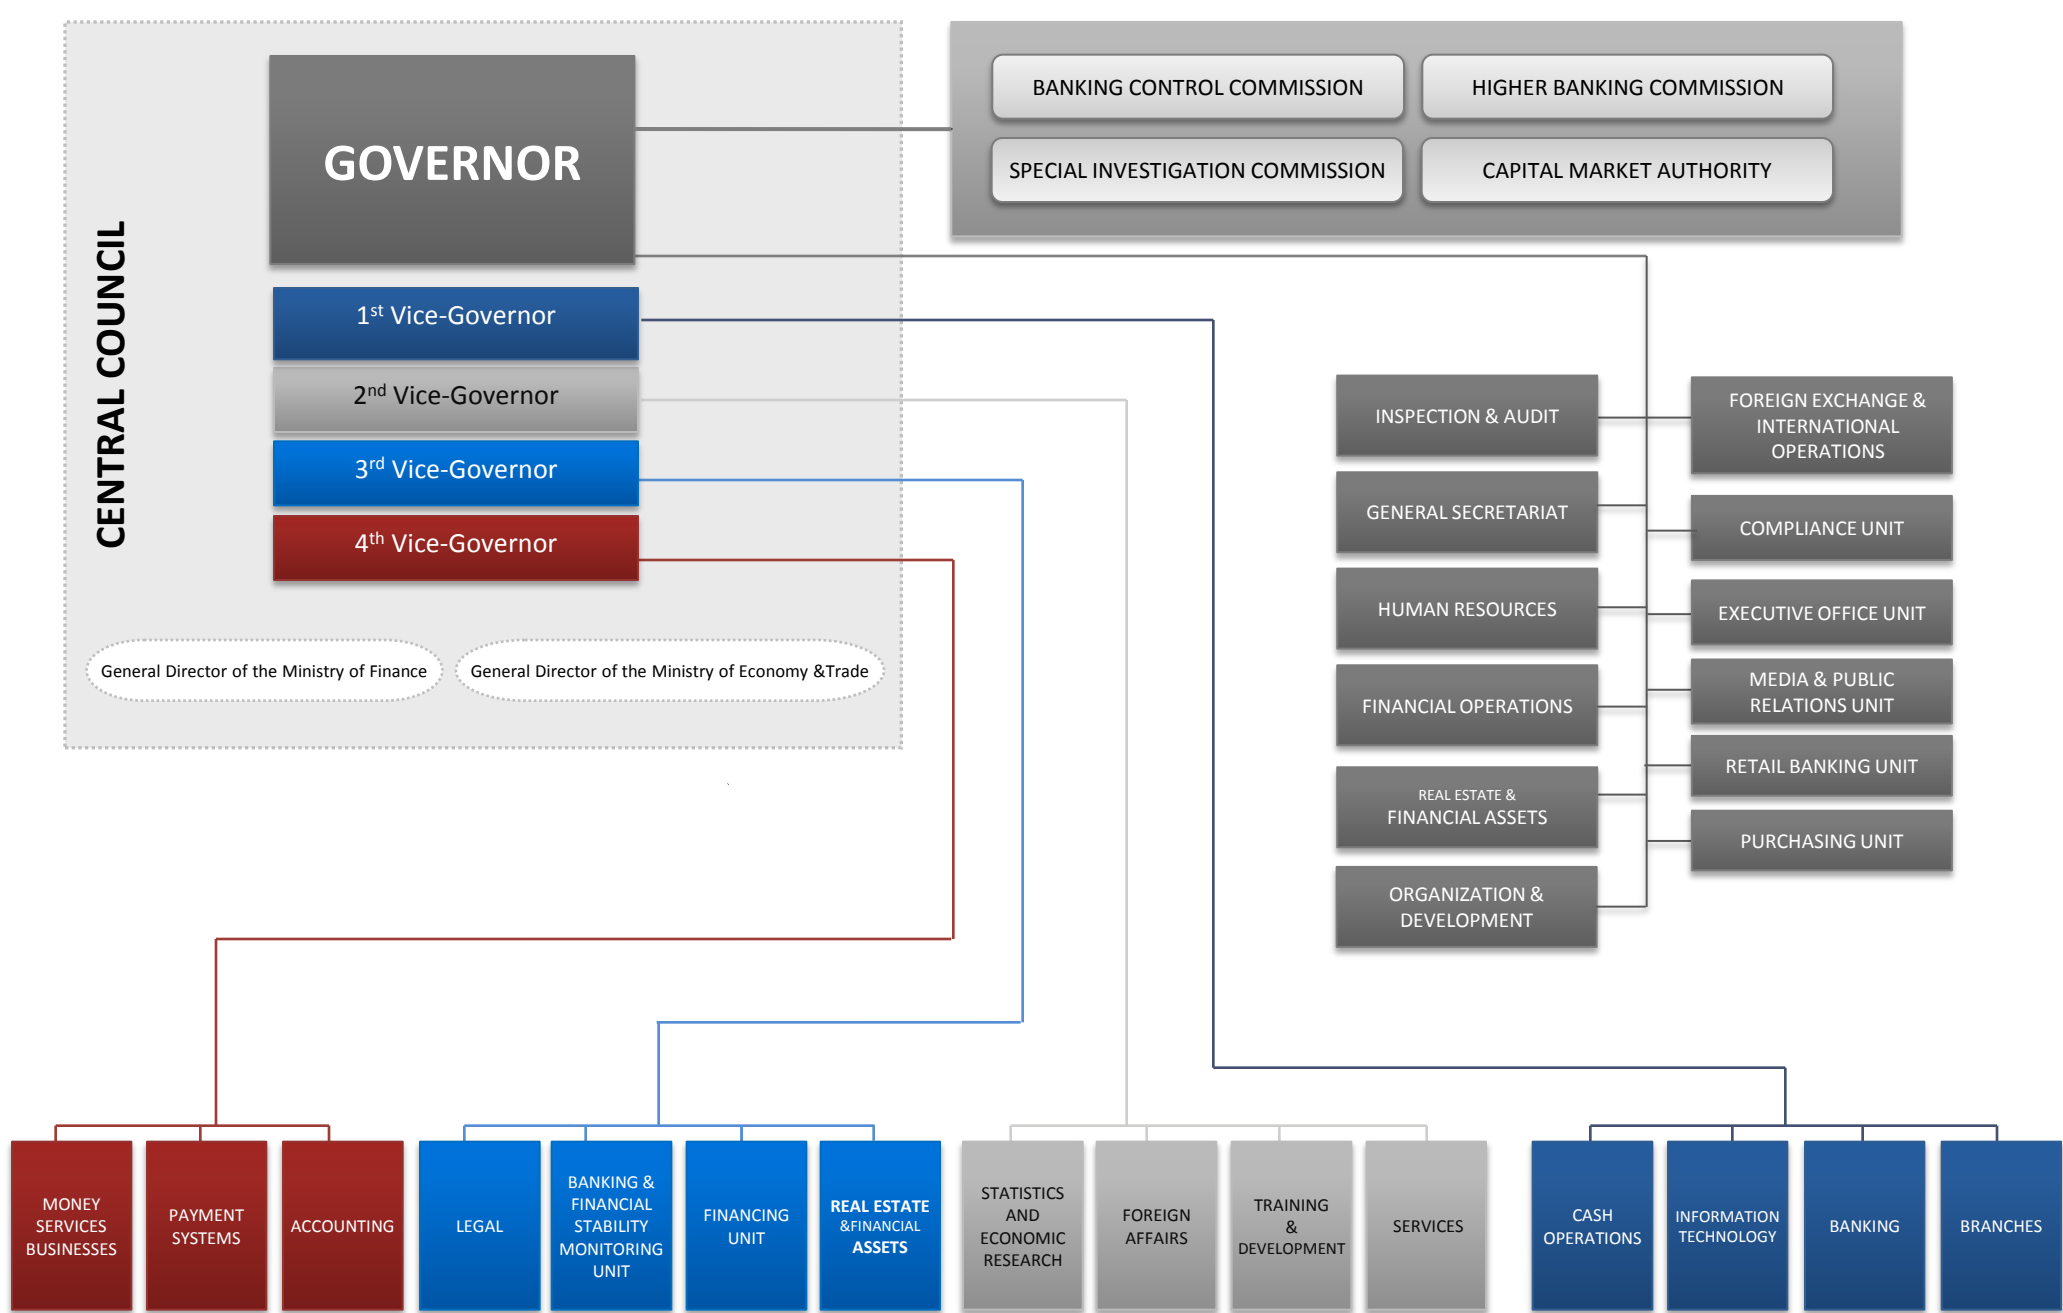 CENTRAL COUNCIL
GOVERNOR
1st Vice-Governor
2nd Vice-Governor
3rd Vice-Governor
4th Vice-Governor
General Director of the Ministry of Finance
General Director of the Ministry of Economy &Trade
BANKING CONTROL COMMISSION
HIGHER BANKING COMMISSION
SPECIAL INVESTIGATION COMMISSION
CAPITAL MARKET AUTHORITY
INSPECTION & AUDIT
GENERAL SECRETARIAT
HUMAN RESOURCES
FINANCIAL OPERATIONS
REAL ESTATE &
FINANCIAL ASSETS
ORGANIZATION &
DEVELOPMENT
FOREIGN EXCHANGE &
INTERNATIONAL
OPERATIONS
COMPLIANCE UNIT
EXECUTIVE OFFICE UNIT
MEDIA & PUBLIC
RELATIONS UNIT
RETAIL BANKING UNIT
PURCHASING UNIT
MONEY
SERVICES
BUSINESSES
PAYMENT
SYSTEMS
ACCOUNTING
LEGAL
BANKING &
FINANCIAL
STABILITY
MONITORING
UNIT
FINANCING
UNIT
REAL ESTATE
&FINANCIAL
ASSETS
STATISTICS
AND
ECONOMIC
RESEARCH
FOREIGN
AFFAIRS
TRAINING
&
DEVELOPMENT
SERVICES
CASH
OPERATIONS
INFORMATION
TECHNOLOGY
BANKING
BRANCHES